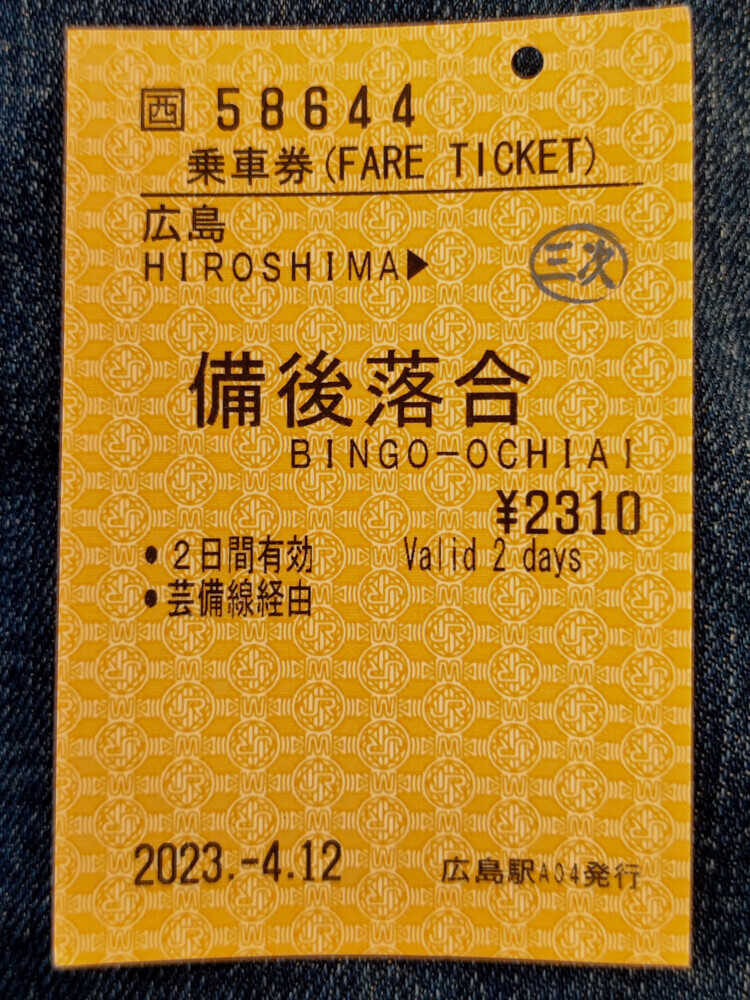 西 58644
乗車券(FARE TICKET)
広島
HIROSHIMA▶
三次
備後落合
BINGO-OCHIAI
¥2310
•2日間有効 Valid 2 days
•芸備線経由
2023.-4.12 広島駅A04発行